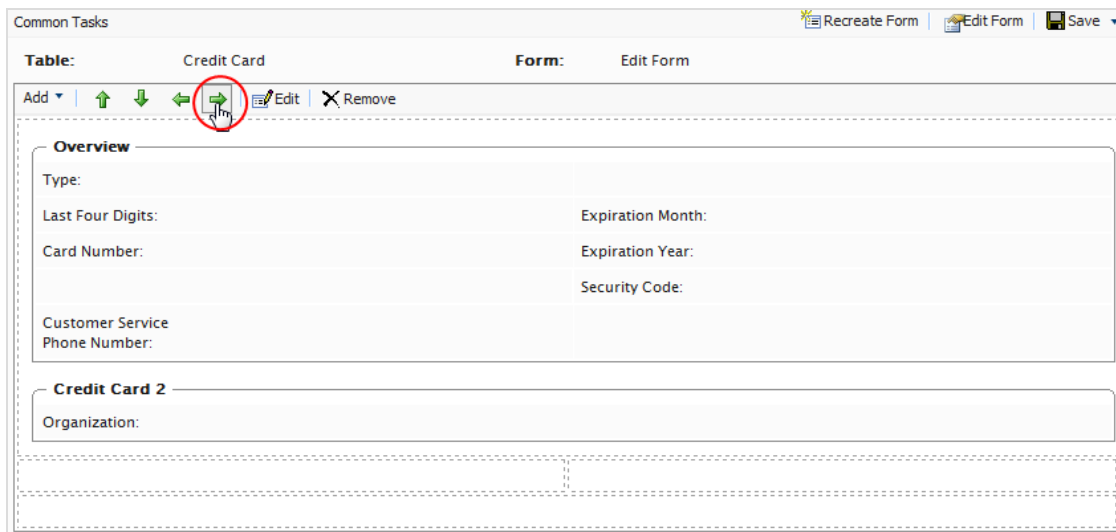 Common Tasks Recreate Form Edit Form Save
Table: Credit Card Form: Edit Form
Add Edit Remove
Overview
Type:
Last Four Digits: Expiration Month:
Card Number: Expiration Year:
Security Code:
Customer Service
Phone Number:
Credit Card 2
Organization: